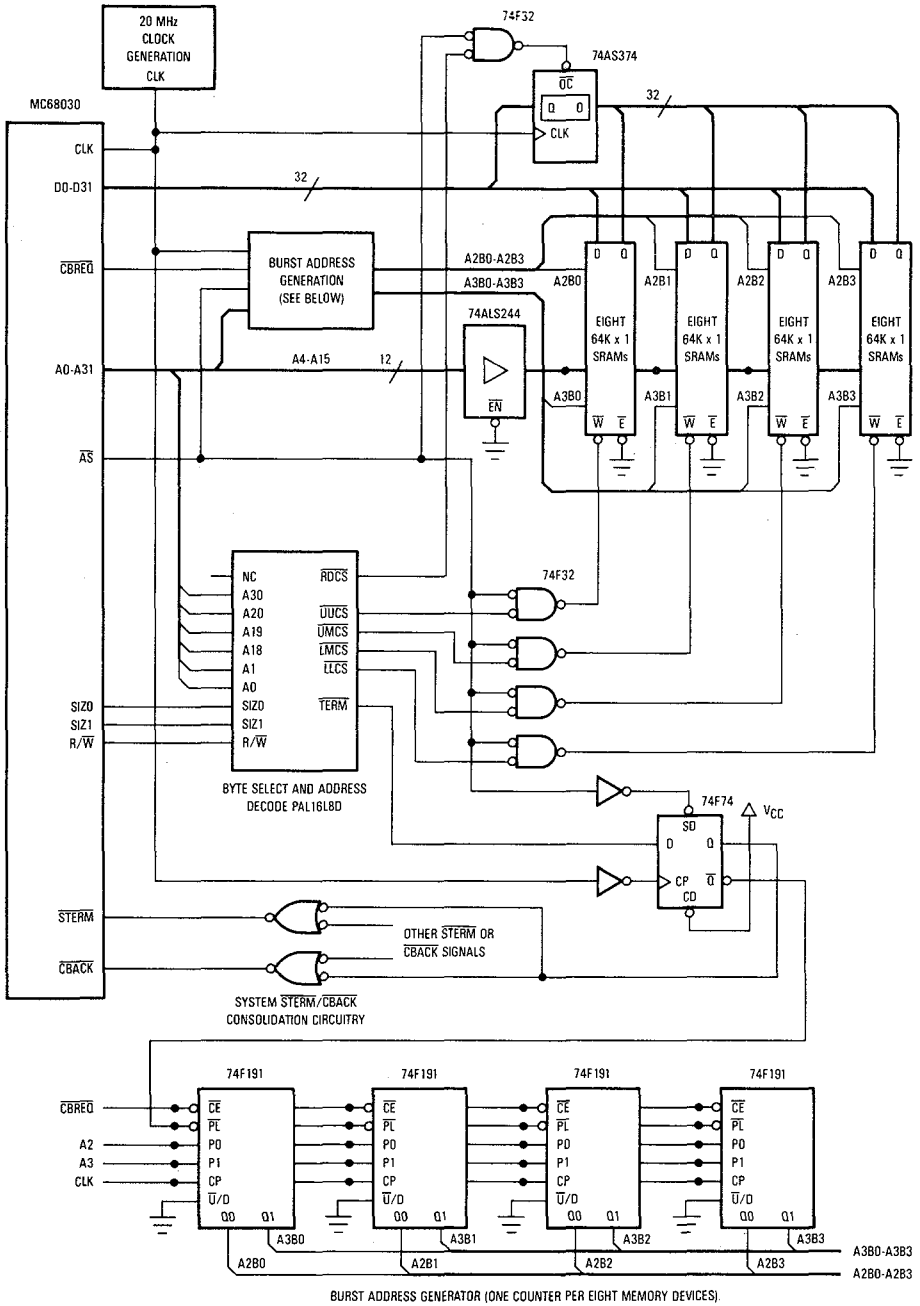 20 MHz
CLOCK
GENERATION
CLK
74F32
74AS374
OC
Q O
CLK
32
MC68030
CLK
D0-D31
32
CBREQ
BURST ADDRESS
GENERATION
(SEE BELOW)
A2B0-A2B3
A3B0-A3B3
A2B0
D Q
EIGHT
64K x 1
SRAMs
A3B0
W E
A2B1
D Q
EIGHT
64K x 1
SRAMs
A3B1
W E
A2B2
D Q
EIGHT
64K x 1
SRAMs
A3B2
W E
A2B3
D Q
EIGHT
64K x 1
SRAMs
A3B3
W E
74ALS244
EN
A0-A31
A4-A15
12
AS
NC
A30
A20
A19
A18
A1
A0
SIZ0
SIZ1
R/W
RDCS
UUCS
UMCS
LMCS
LLCS
TERM
SIZ0
SIZ1
R/W
BYTE SELECT AND ADDRESS
DECODE PAL16L8D
74F32
74F74
VCC
SD
D Q
CP Q
CD
STERM
CBACK
OTHER STERM OR
CBACK SIGNALS
SYSTEM STERM/CBACK
CONSOLIDATION CIRCUITRY
74F191 74F191 74F191 74F191
CBREQ
A2
A3
CLK
CE
PL
P0
P1
CP
U/D
Q0 Q1
CE
PL
P0
P1
CP
U/D
Q0 Q1
CE
PL
P0
P1
CP
U/D
Q0 Q1
CE
PL
P0
P1
CP
U/D
Q0 Q1
A3B0 A3B1 A3B2 A3B3
A3B0-A3B3
A2B0 A2B1 A2B2 A2B3
A2B0-A2B3
BURST ADDRESS GENERATOR (ONE COUNTER PER EIGHT MEMORY DEVICES).